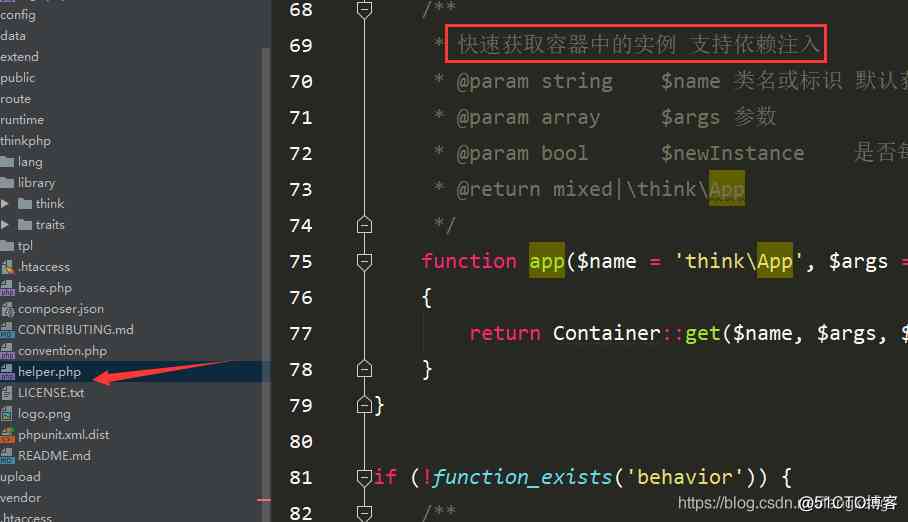 config
data
extend
public
route
runtime
thinkphp
lang
library
think
traits
tpl
.htaccess
base.php
composer.json
CONTRIBUTING.md
convention.php
helper.php
LICENSE.txt
logo.png
phpunit.xml.dist
README.md
upload
vendor
.htaccess
68 /**
69 * 快速获取容器中的实例 支持依赖注入
70 * @param string $name 类名或标识 默认获
71 * @param array $args 参数
72 * @param bool $newInstance 是否每
73 * @return mixed|\think\App
74 */
75 function app($name = 'think\App', $args =
76 {
77 return Container::get($name, $args, $
78 }
79 }
80
81 if (!function_exists('behavior')) {
82 /**
https://blog.csdn.
@51CTO博客